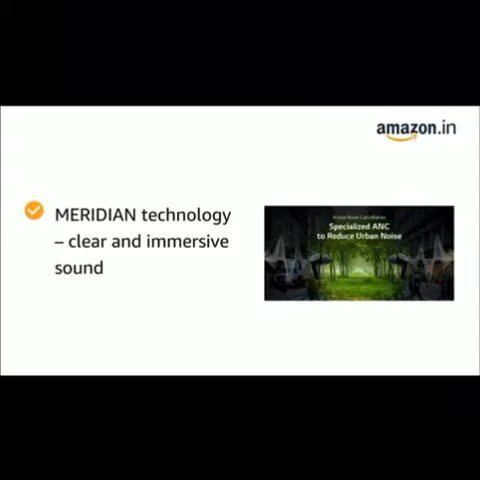 amazon.in
MERIDIAN technology
– clear and immersive
sound
Active Noise Cancellation
Specialized ANC
to Reduce Urban Noise